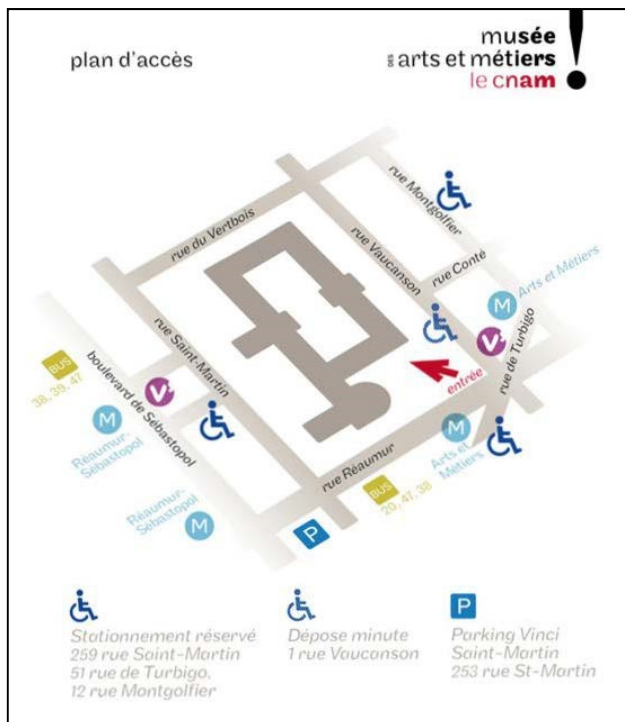 plan d'accès
musée
DES arts et métiers
le cnam
rue du Vertbois
rue Montgolfier
rue Vaucanson
rue Conté
M Arts et Métiers
V
rue de Turbigo
rue Saint-Martin
BUS
38, 39, 47
boulevard de Sébastopol
V
M
Réaumur-
Sébastopol
entrée
M
Arts et
Métiers
rue Réaumur
BUS
20, 47, 38
Réaumur-
Sébastopol
M
P
P
Stationnement réservé
259 rue Saint-Martin
51 rue de Turbigo,
12 rue Montgolfier
Dépose minute
1 rue Vaucanson
Parking Vinci
Saint-Martin
253 rue St-Martin